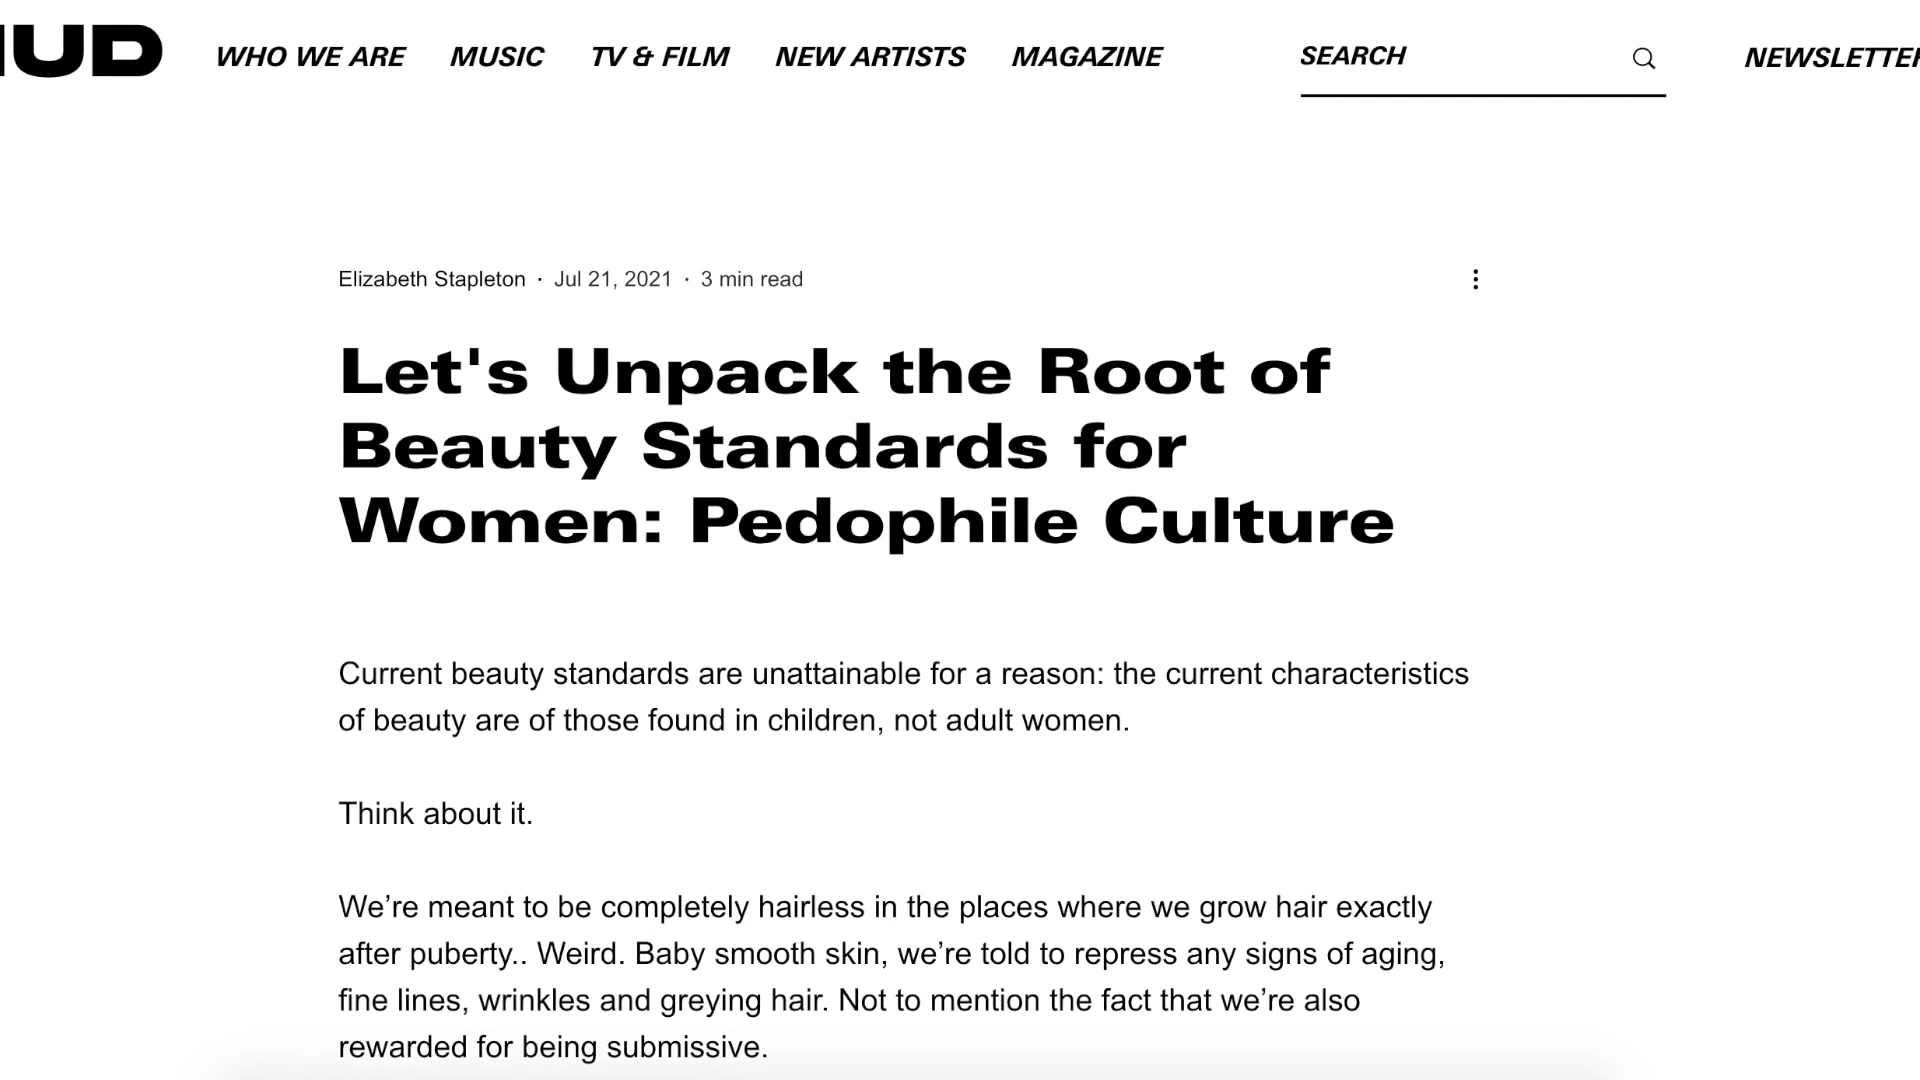 WHO WE ARE MUSIC TV & FILM NEW ARTISTS MAGAZINE SEARCH
Elizabeth Stapleton · Jul 21, 2021 · 3 min read
Let's Unpack the Root of
Beauty Standards for
Women: Pedophile Culture
Current beauty standards are unattainable for a reason: the current characteristics
of beauty are of those found in children, not adult women.
Think about it.
We’re meant to be completely hairless in the places where we grow hair exactly
after puberty.. Weird. Baby smooth skin, we’re told to repress any signs of aging,
fine lines, wrinkles and greying hair. Not to mention the fact that we’re also
rewarded for being submissive.